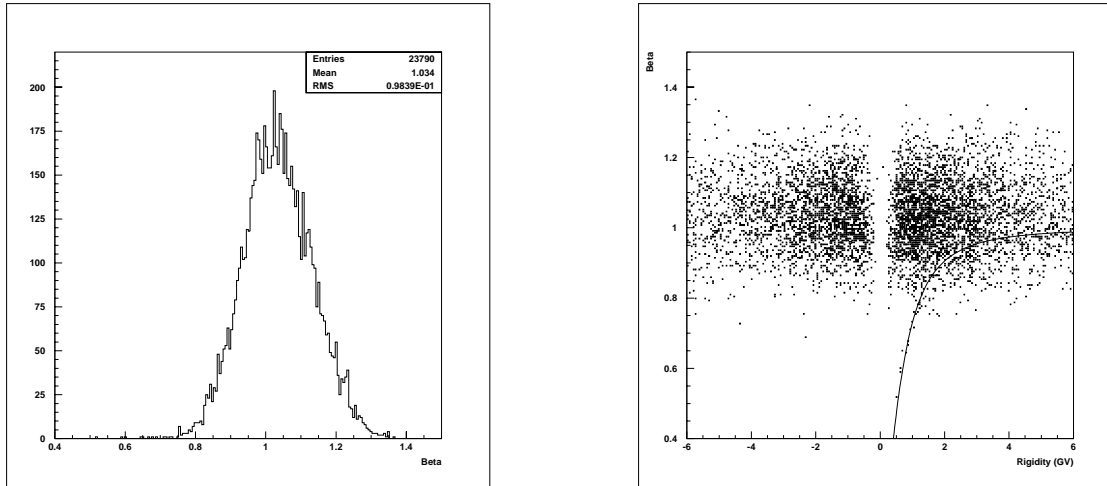 Entries 23790
Mean 1.034
RMS 0.9839E-01
200
175
150
125
100
75
50
25
0
0.4 0.6 0.8 1 1.2 1.4
Beta
Beta
1.4
1.2
1
0.8
0.6
0.4
-6 -4 -2 0 2 4 6
Rigidity (GV)